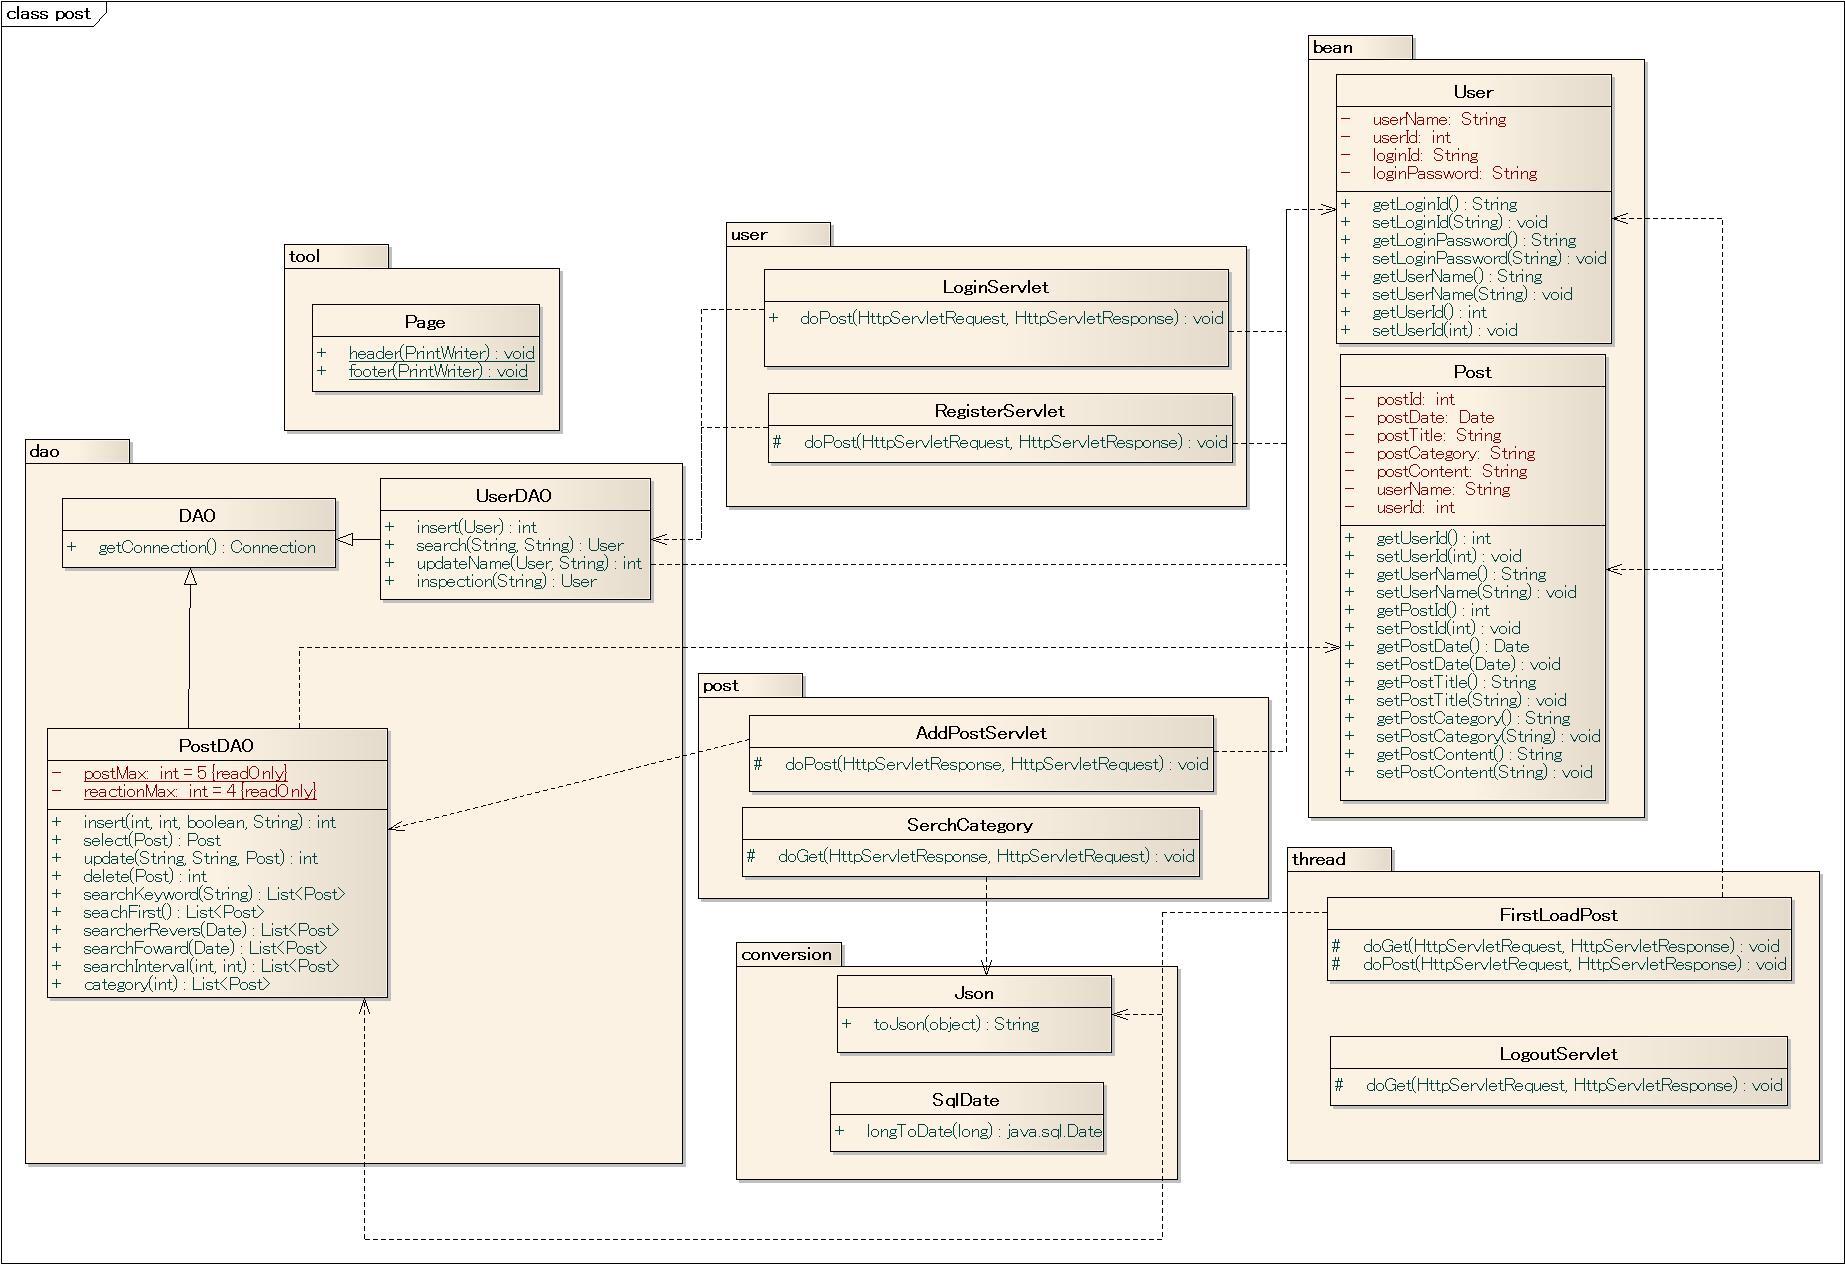 class post
bean
User
- userName: String
- userId: int
- loginId: String
- loginPassword: String
+ getLoginId() : String
+ setLoginId(String) : void
+ getLoginPassword() : String
+ setLoginPassword(String) : void
+ getUserName() : String
+ setUserName(String) : void
+ getUserId() : int
+ setUserId(int) : void
Post
- postId: int
- postDate: Date
- postTitle: String
- postCategory: String
- postContent: String
- userName: String
- userId: int
+ getUserId() : int
+ setUserId(int) : void
+ getUserName() : String
+ setUserName(String) : void
+ getPostId() : int
+ setPostId(int) : void
+ getPostDate() : Date
+ setPostDate(Date) : void
+ getPostTitle() : String
+ setPostTitle(String) : void
+ getPostCategory() : String
+ setPostCategory(String) : void
+ getPostContent() : String
+ setPostContent(String) : void
user
LoginServlet
+ doPost(HttpServletRequest, HttpServletResponse) : void
RegisterServlet
# doPost(HttpServletRequest, HttpServletResponse) : void
tool
Page
+ header(PrintWriter) : void
+ footer(PrintWriter) : void
dao
DAO
+ getConnection() : Connection
UserDAO
+ insert(User) : int
+ search(String, String) : User
+ updateName(User, String) : int
+ inspection(String) : User
PostDAO
- postMax: int = 5 {readOnly}
- reactionMax: int = 4 {readOnly}
+ insert(int, int, boolean, String) : int
+ select(Post) : Post
+ update(String, String, Post) : int
+ delete(Post) : int
+ searchKeyword(String) : List<Post>
+ seachFirst() : List<Post>
+ searcherRevers(Date) : List<Post>
+ searchFoward(Date) : List<Post>
+ searchInterval(int, int) : List<Post>
+ category(int) : List<Post>
post
AddPostServlet
# doPost(HttpServletResponse, HttpServletRequest) : void
SerchCategory
# doGet(HttpServletResponse, HttpServletRequest) : void
conversion
Json
+ toJson(object) : String
SqlDate
+ longToDate(long) : java.sql.Date
thread
FirstLoadPost
# doGet(HttpServletRequest, HttpServletResponse) : void
# doPost(HttpServletRequest, HttpServletResponse) : void
LogoutServlet
# doGet(HttpServletRequest, HttpServletResponse) : void